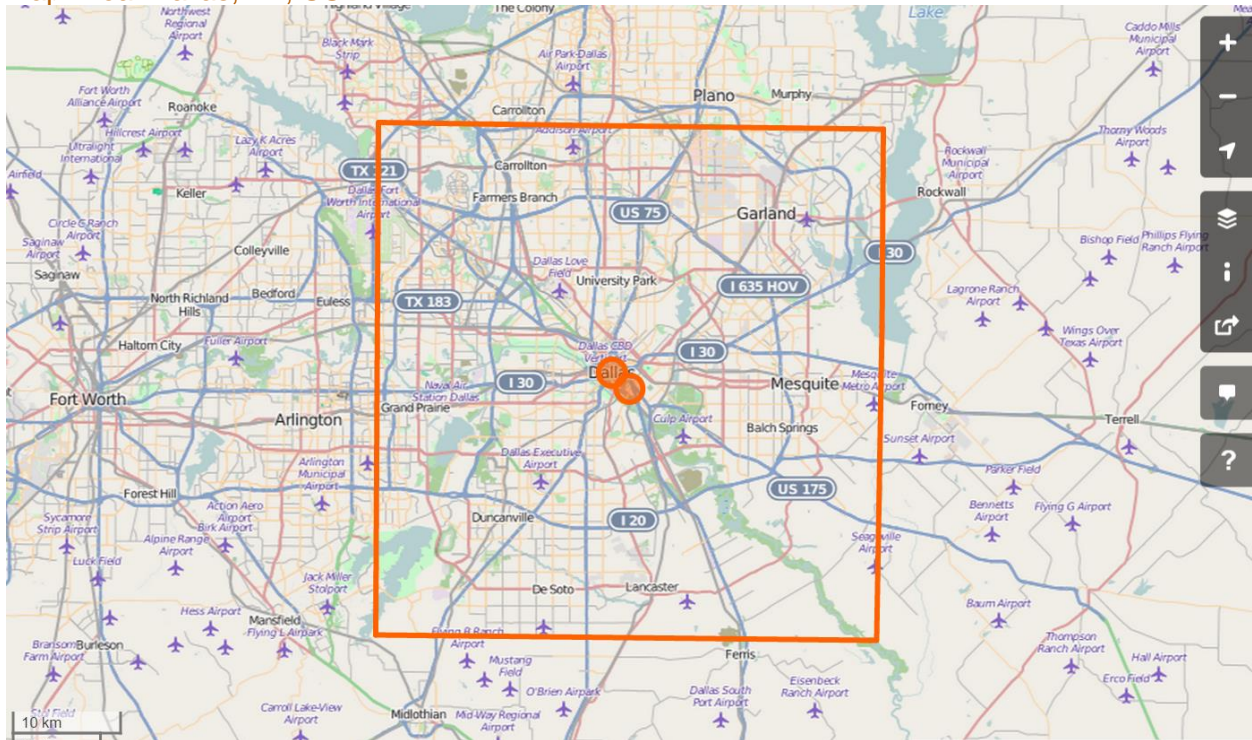 Highland Village
The Colony
Northwest
Regional
Airport
Black Mark
Strip
Air Park-Dallas
Airport
Lake
Caddo Mills
Municipal
Airport
Plano
Murphy
Fort Worth
Alliance Airport
Roanoke
Carrollton
Hillcrest Airport
Ultralight
International
Lazy K Acres
Airport
Addison Airport
Thorny Woods
Airport
Airfield
TX 121
Carrollton
Rockwall
Municipal
Airport
Keller
Dallas Fort
Worth International
Airport
Farmers Branch
US 75
Garland
Rockwall
Circle G Ranch
Airport
Saginaw
Airport
Colleyville
Bishop Field
Phillips Flying
Ranch Airport
I 30
Saginaw
Dallas Love
Field
University Park
I 635 HOV
North Richland
Hills
Bedford
Euless
TX 183
Lagrone Ranch
Airport
Haltom City
Fuller Airport
Dallas CBD
Vertiport
I 30
Wings Over
Texas Airport
Dallas
Fort Worth
Naval Air
Station Dallas
I 30
Mesquite
Mesquite
Metro Airport
Arlington
Grand Prairie
Culp Airport
Balch Springs
Forney
Terrell
Sunset Airport
Arlington
Municipal
Airport
Dallas Executive
Airport
Parker Field
Forest Hill
US 175
Sycamore
Strip Airport
Action Aero
Airport
Birk Airport
Alpine Range
Airport
Duncanville
I 20
Bennetts
Airport
Flying G Airport
Luck Field
Seagoville
Airport
Jack Miller
Stolport
De Soto
Lancaster
Hess Airport
Mansfield
Flying L Airpark
Baum Airport
Bransom
Farm Airport
Burleson
Flying B Ranch
Airport
Ferris
Thompson
Ranch Airport
Mustang
Field
Hall Airport
Erco Field
O'Brien Airpark
Dallas South
Port Airport
Eisenbeck
Ranch Airport
Carroll Lake-View
Airport
Midlothian
Mid-Way Regional
Airport
10 km